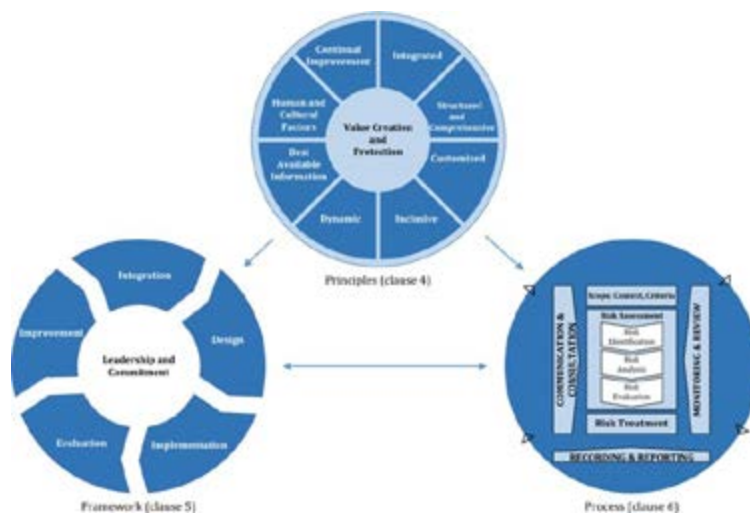 Continual
Improvement
Integrated
Human and
Cultural
Factors
Structured
and
Comprehensive
Value Creation
and
Protection
Best
Available
Information
Customized
Dynamic
Inclusive
Principles (clause 4)
Integration
Improvement
Design
Leadership and
Commitment
Evaluation
Implementation
Framework (clause 5)
Scope, Context, Criteria
COMMUNICATION &
CONSULTATION
Risk Assessment
Risk
Identification
Risk
Analysis
Risk
Evaluation
MONITORING & REVIEW
Risk Treatment
RECORDING & REPORTING
Process (clause 6)